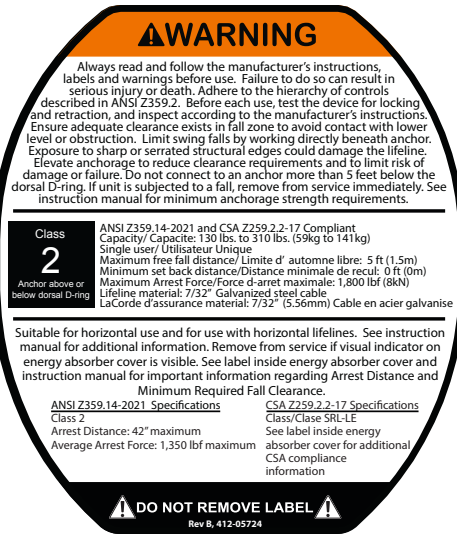 WARNING
Always read and follow the manufacturer's instructions,
labels and warnings before use. Failure to do so can result in
serious injury or death. Adhere to the hierarchy of controls
described in ANSI Z359.2. Before each use, test the device for locking
and retraction, and inspect according to the manufacturer's instructions.
Ensure adequate clearance exists in fall zone to avoid contact with lower
level or obstruction. Limit swing falls by working directly beneath anchor.
Exposure to sharp or serrated structural edges could damage the lifeline.
Elevate anchorage to reduce clearance requirements and to limit risk of
damage or failure. Do not connect to an anchor more than 5 feet below the
dorsal D-ring. If unit is subjected to a fall, remove from service immediately. See
instruction manual for minimum anchorage strength requirements.
Class
2
Anchor above or
below dorsal D-ring
ANSI Z359.14-2021 and CSA Z259.2.2-17 Compliant
Capacity/ Capacite: 130 lbs. to 310 lbs. (59kg to 141kg)
Single user/ Utilisateur Unique
Maximum free fall distance/ Limite d' automne libre: 5 ft (1.5m)
Minimum set back distance/Distance minimale de recul: 0 ft (0m)
Maximum Arrest Force/Force d-arret maximale: 1,800 lbf (8kN)
Lifeline material: 7/32" Galvanized steel cable
LaCorde d'assurance material: 7/32" (5.56mm) Cable en acier galvanise
Suitable for horizontal use and for use with horizontal lifelines. See instruction
manual for additional information. Remove from service if visual indicator on
energy absorber cover is visible. See label inside energy absorber cover and
instruction manual for important information regarding Arrest Distance and
Minimum Required Fall Clearance.
ANSI Z359.14-2021 Specifications
Class 2
Arrest Distance: 42" maximum
Average Arrest Force: 1,350 lbf maximum
CSA Z259.2.2-17 Specifications
Class/Clase SRL-LE
See label inside energy
absorber cover for additional
CSA compliance
information
DO NOT REMOVE LABEL
Rev B, 412-05724